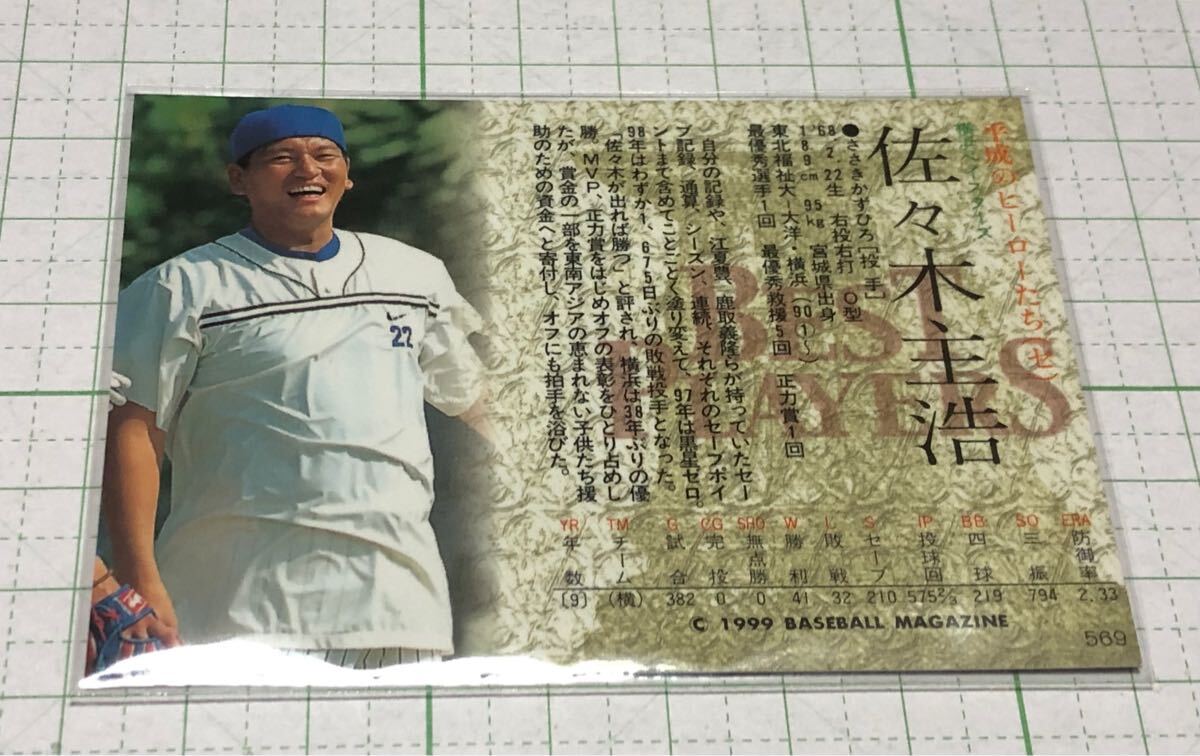 平成のヒーローたち〔セ〕
横浜ベイスターズ
佐々木主浩
●ささきかずひろ［投手］
'68.2.22生 右投右打 O型
189cm 95kg 宮城県出身
東北福祉大－大洋・横浜（90①〜）
最優秀選手1回 最優秀救援5回 正力賞1回
自分の記録や、江夏豊、鹿取義隆らが持っていたセー
ブ記録、通算、シーズン、連続、それぞれのセーブポイ
ントまで含めてことごとく塗り変えて、97年は黒星ゼロ。
98年はわずか1、675日ぶりの敗戦投手となった。
「佐々木が出れば勝つ」と評され、横浜は38年ぶりの優
勝。MVP、正力賞をはじめオフの表彰をひとり占めし
たが、賞金の一部を東南アジアの恵まれない子供たち援
助のための資金へと寄付し、オフにも拍手を浴びた。
BEST
PLAYERS
22
YR TM G CG SHO W L S IP BB SO ERA
年数 チーム 試合 完投 無点勝 勝利 敗戦 セーブ 投球回 四球 三振 防御率
［9］ （横） 382 0 0 41 32 210 575⅔ 219 794 2.33
© 1999 BASEBALL MAGAZINE
569